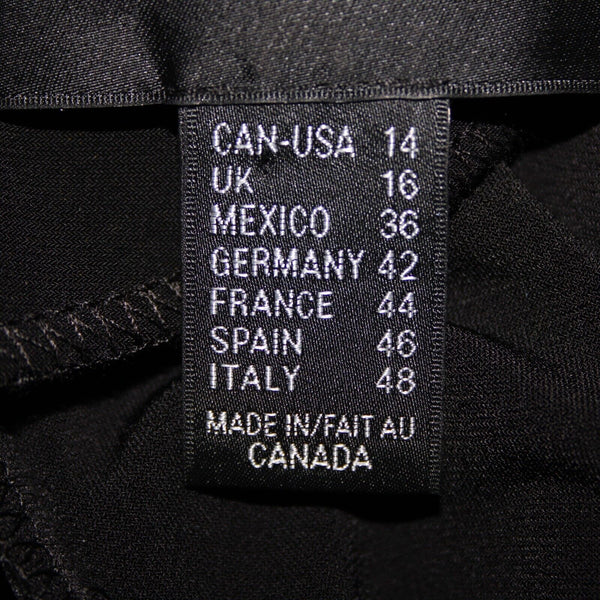 CAN-USA 14
UK 16
MEXICO 36
GERMANY 42
FRANCE 44
SPAIN 46
ITALY 48
MADE IN/FAIT AU
CANADA